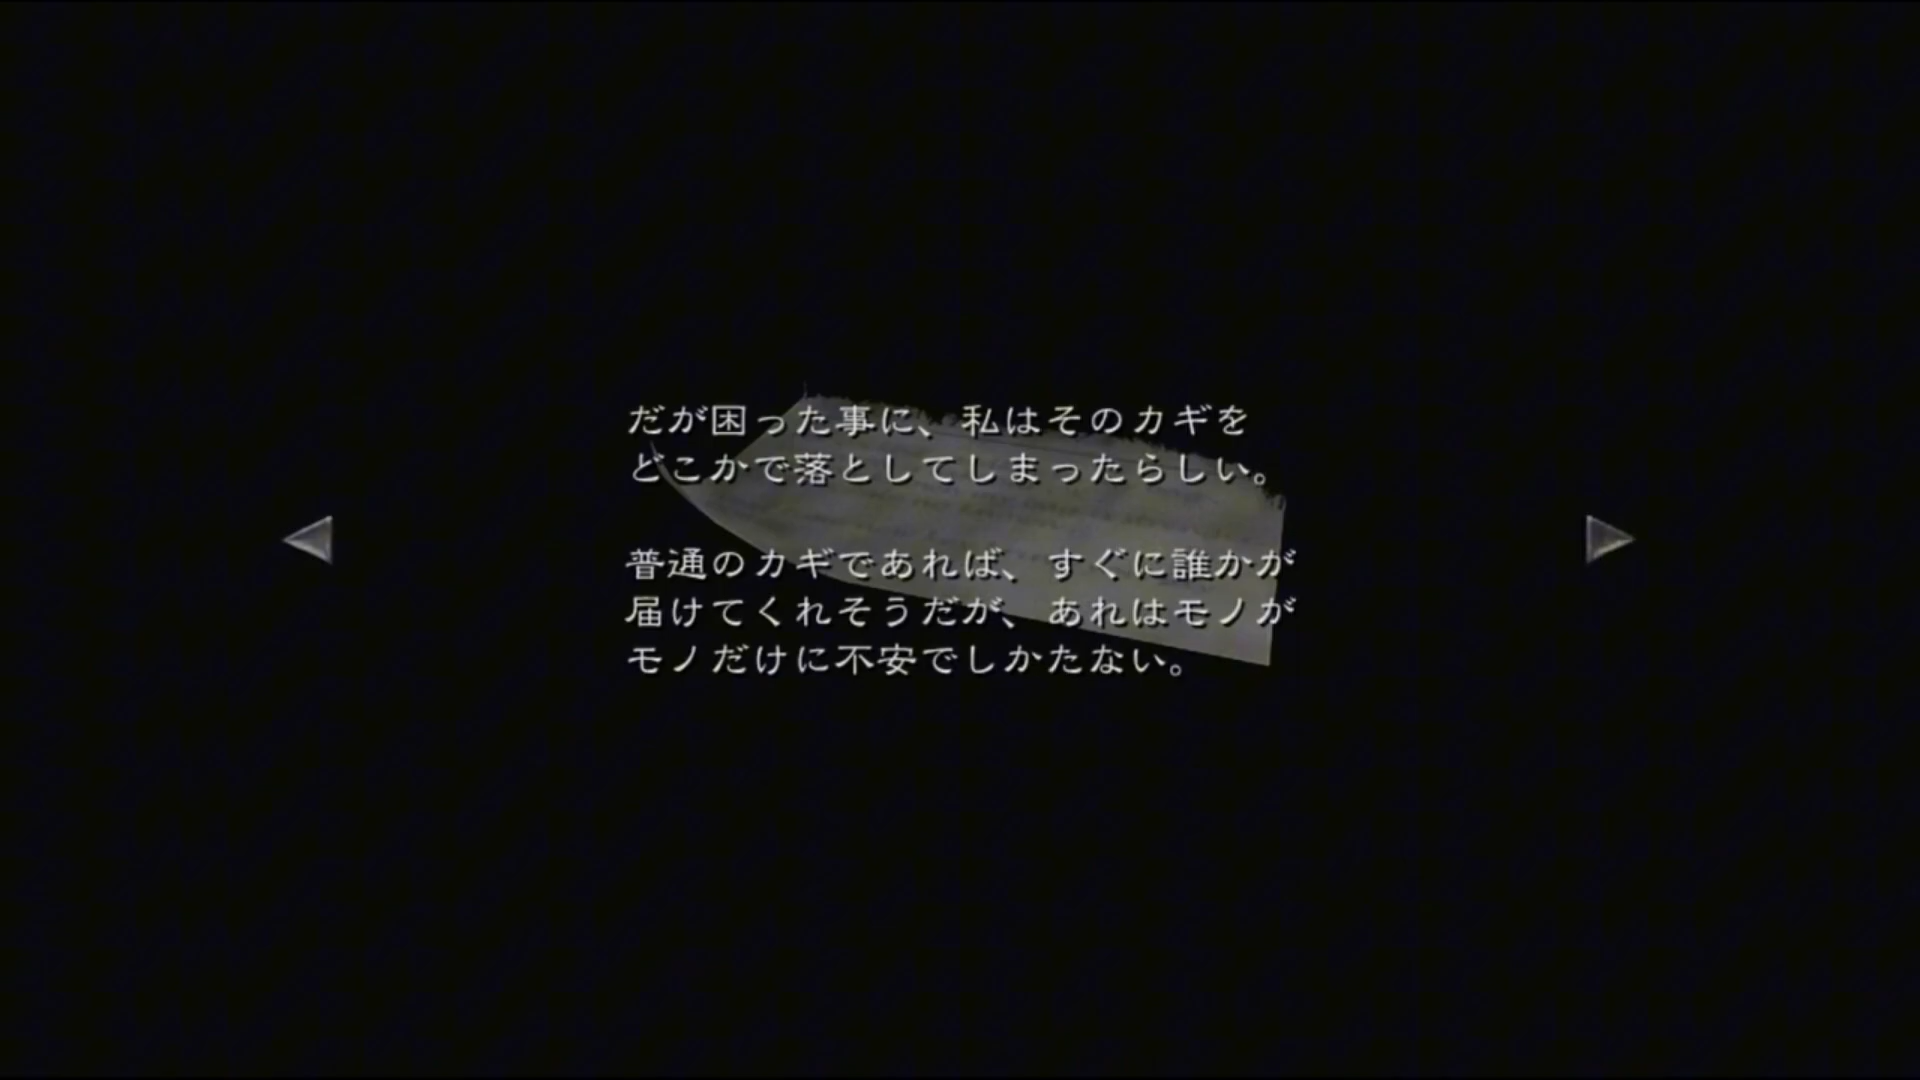 だが困った事に、私はそのカギを
どこかで落としてしまったらしい。
普通のカギであれば、すぐに誰かが
届けてくれそうだが、あれはモノが
モノだけに不安でしかたない。